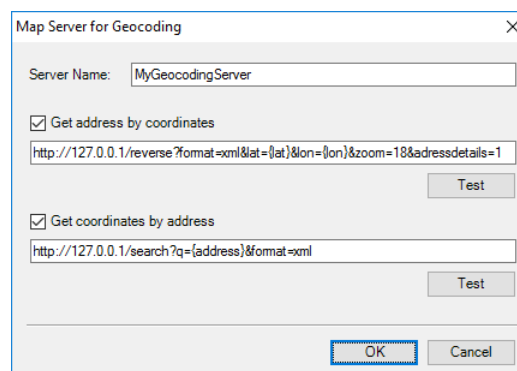 Map Server for Geocoding
Server Name: MyGeocodingServer
Get address by coordinates
http://127.0.0.1/reverse?format=xml&lat={lat}&lon={lon}&zoom=18&adressdetails=1
Test
Get coordinates by address
http://127.0.0.1/search?q={address}&format=xml
Test
OK Cancel